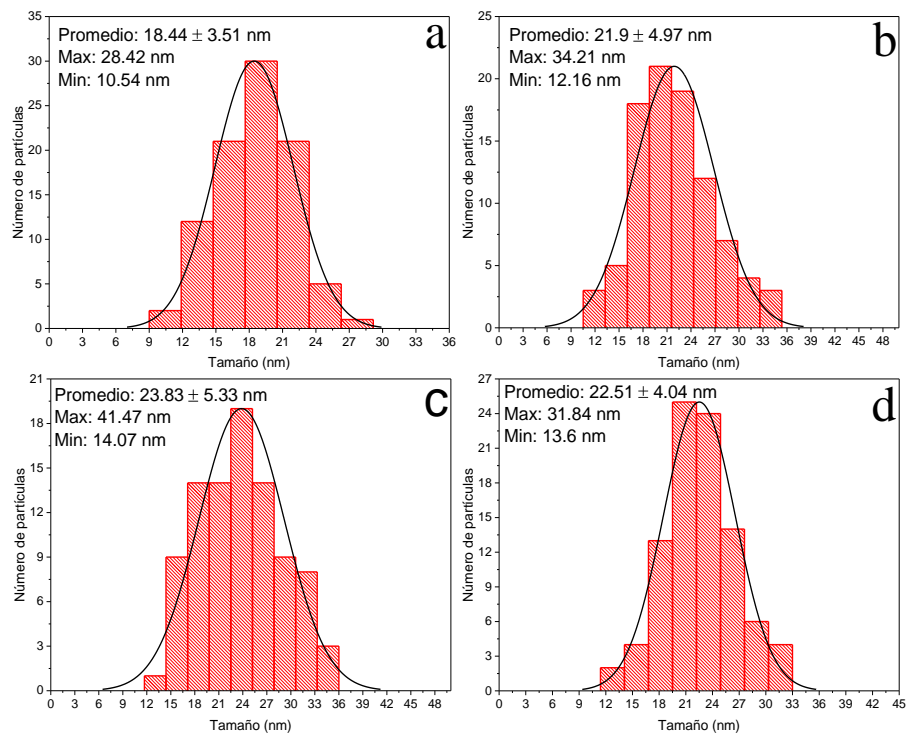 Promedio: 18.44 ± 3.51 nm
Max: 28.42 nm
Min: 10.54 nm
a
35
30
25
20
15
10
5
0
Número de partículas
0 3 6 9 12 15 18 21 24 27 30 33 36
Tamaño (nm)
Promedio: 21.9 ± 4.97 nm
Max: 34.21 nm
Min: 12.16 nm
b
25
20
15
10
5
0
Número de partículas
0 3 6 9 12 15 18 21 24 27 30 33 36 39 42 45 48
Tamaño (nm)
Promedio: 23.83 ± 5.33 nm
Max: 41.47 nm
Min: 14.07 nm
c
21
18
15
12
9
6
3
0
Número de partículas
0 3 6 9 12 15 18 21 24 27 30 33 36 39 42 45 48
Tamaño (nm)
Promedio: 22.51 ± 4.04 nm
Max: 31.84 nm
Min: 13.6 nm
d
27
24
21
18
15
12
9
6
3
0
Número de partículas
0 3 6 9 12 15 18 21 24 27 30 33 36 39 42 45
Tamaño (nm)